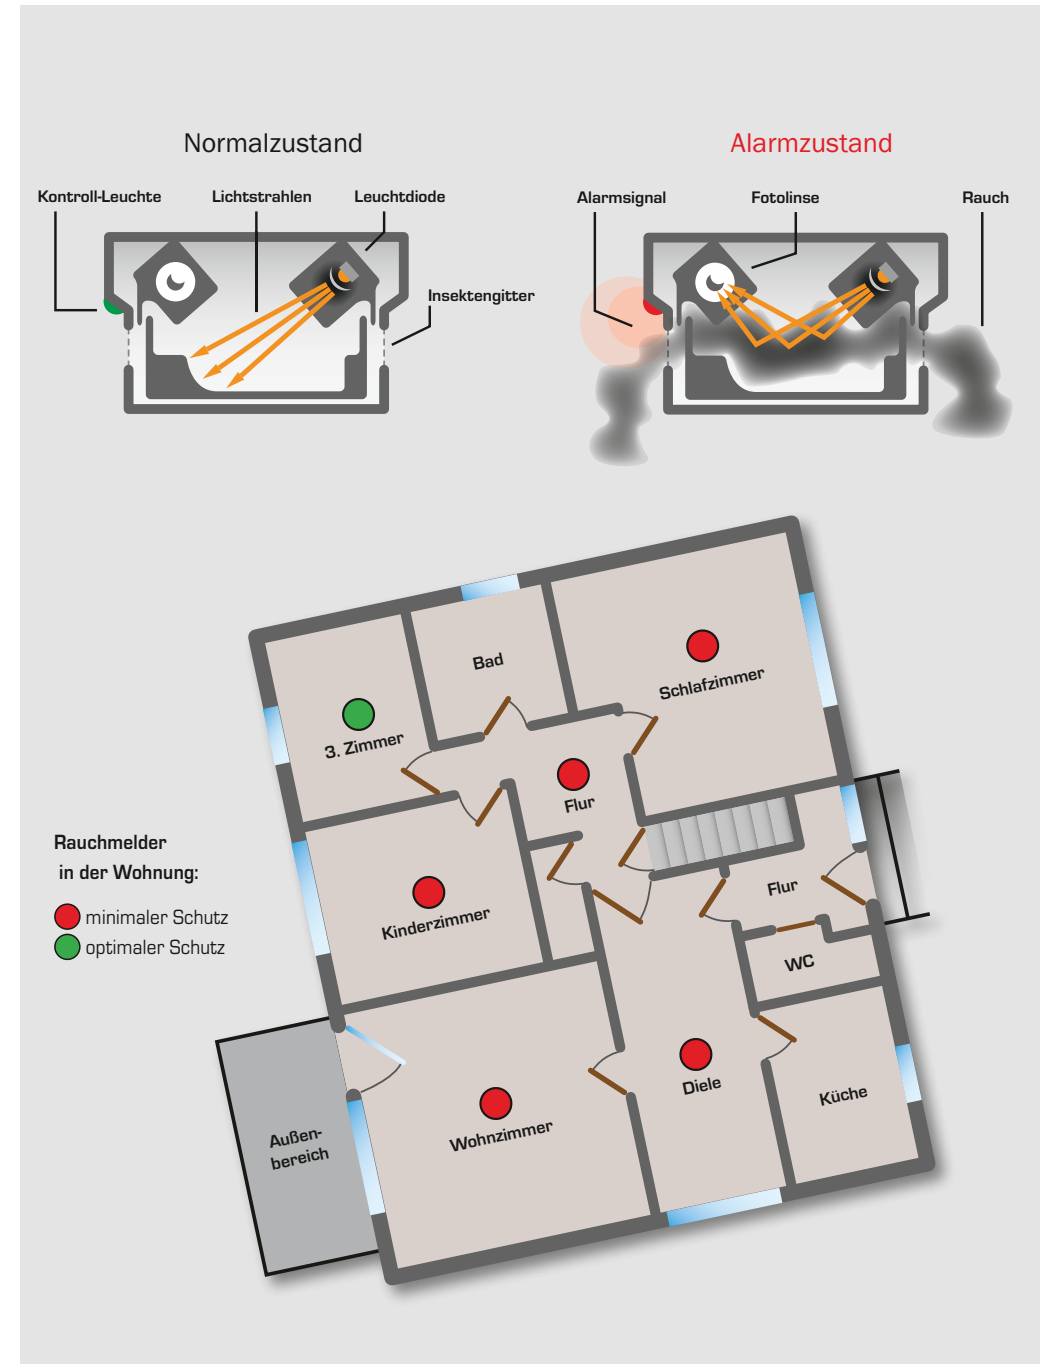 Normalzustand
Alarmzustand
Kontroll-Leuchte
Lichtstrahlen
Leuchtdiode
Insektengitter
Alarmsignal
Fotolinse
Rauch
Bad
Schlafzimmer
3. Zimmer
Flur
Rauchmelder
in der Wohnung:
minimaler Schutz
optimaler Schutz
Kinderzimmer
Flur
WC
Diele
Küche
Wohnzimmer
Außen-
bereich